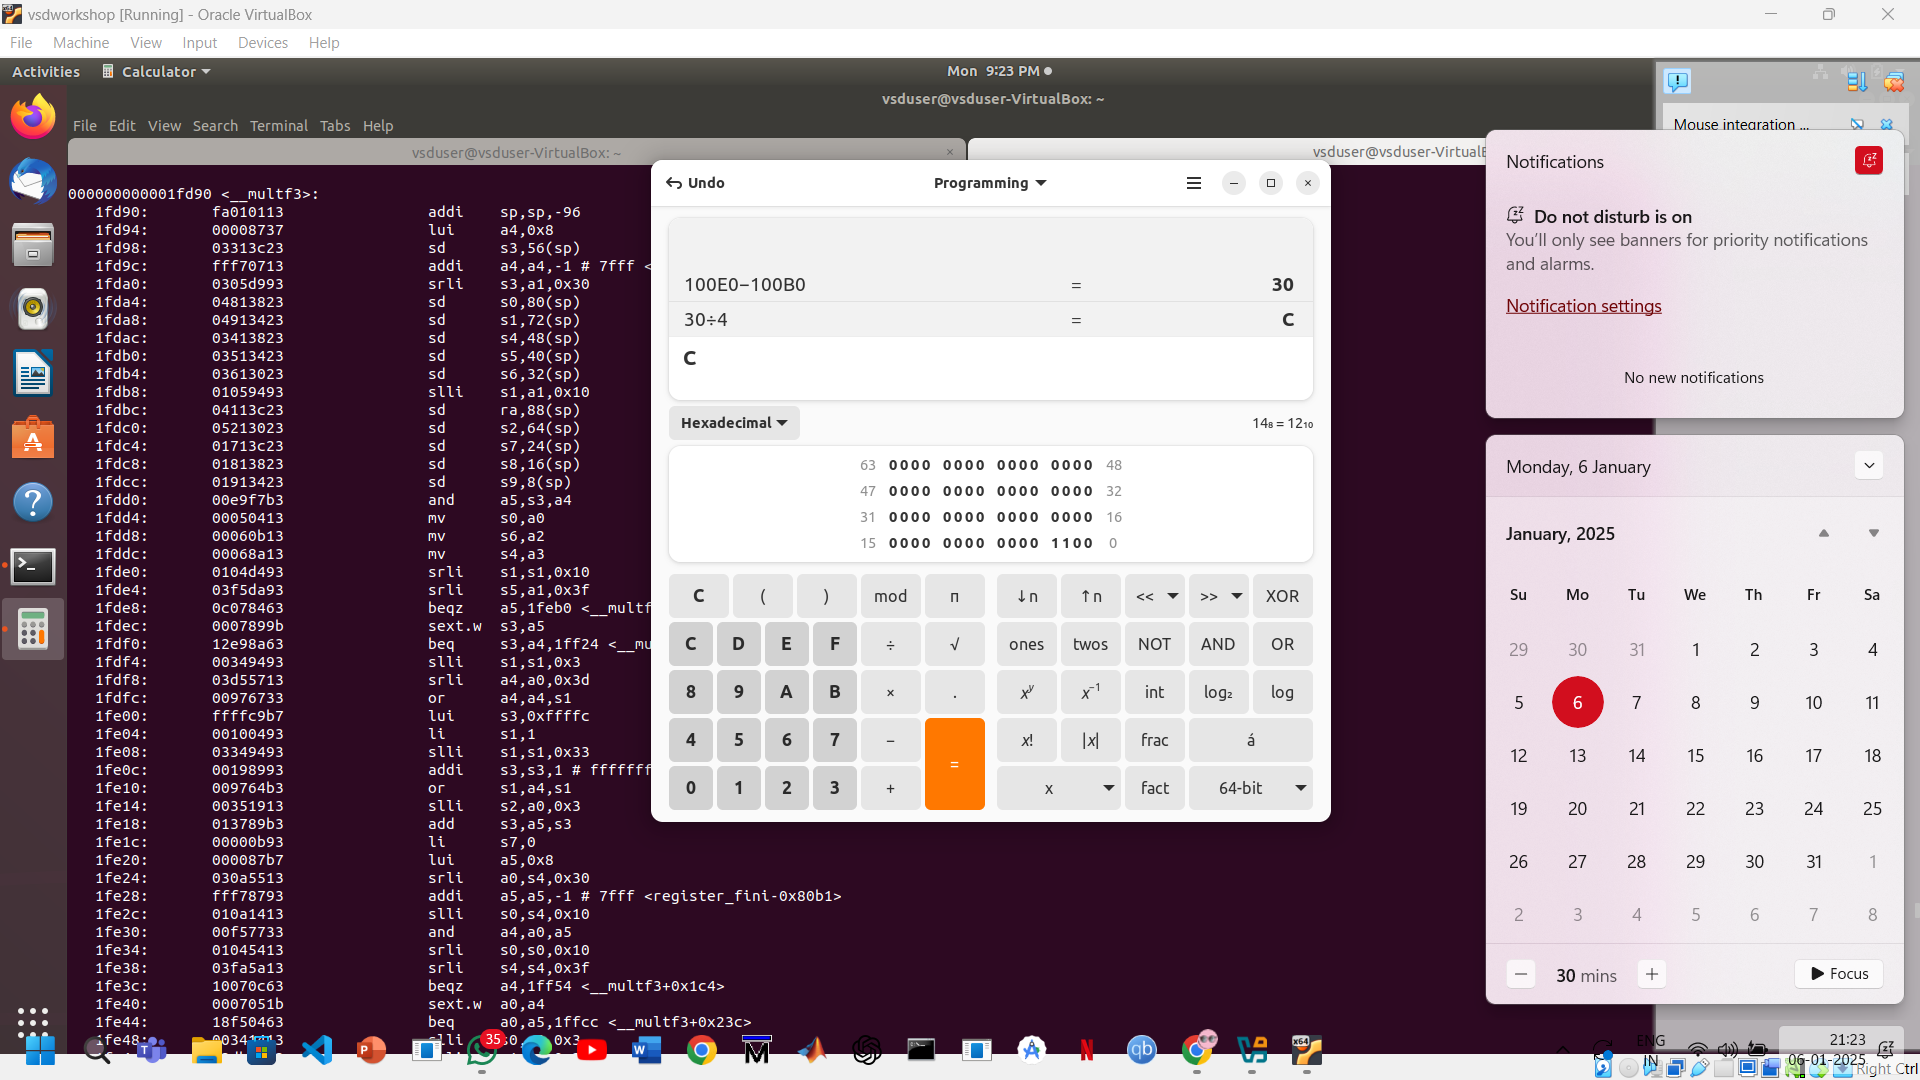 vsdworkshop [Running] - Oracle VirtualBox
File Machine View Input Devices Help
Activities Calculator Mon 9:23 PM
vsduser@vsduser-VirtualBox: ~
File Edit View Search Terminal Tabs Help
vsduser@vsduser-VirtualBox: ~ ×
vsduser@vsduser-VirtualB
000000000001fd90 <__multf3>:
1fd90: fa010113 addi sp,sp,-96
1fd94: 00008737 lui a4,0x8
1fd98: 03313c23 sd s3,56(sp)
1fd9c: fff70713 addi a4,a4,-1 # 7fff <
1fda0: 0305d993 srli s3,a1,0x30
1fda4: 04813823 sd s0,80(sp)
1fda8: 04913423 sd s1,72(sp)
1fdac: 03413823 sd s4,48(sp)
1fdb0: 03513423 sd s5,40(sp)
1fdb4: 03613023 sd s6,32(sp)
1fdb8: 01059493 slli s1,a1,0x10
1fdbc: 04113c23 sd ra,88(sp)
1fdc0: 05213023 sd s2,64(sp)
1fdc4: 01713c23 sd s7,24(sp)
1fdc8: 01813823 sd s8,16(sp)
1fdcc: 01913423 sd s9,8(sp)
1fdd0: 00e9f7b3 and a5,s3,a4
1fdd4: 00050413 mv s0,a0
1fdd8: 00060b13 mv s6,a2
1fddc: 00068a13 mv s4,a3
1fde0: 0104d493 srli s1,s1,0x10
1fde4: 03f5da93 srli s5,a1,0x3f
1fde8: 0c078463 beqz a5,1feb0 <__multf
1fdec: 0007899b sext.w s3,a5
1fdf0: 12e98a63 beq s3,a4,1ff24 <__mu
1fdf4: 00349493 slli s1,s1,0x3
1fdf8: 03d55713 srli a4,a0,0x3d
1fdfc: 00976733 or a4,a4,s1
1fe00: ffffc9b7 lui s3,0xffffc
1fe04: 00100493 li s1,1
1fe08: 03349493 slli s1,s1,0x33
1fe0c: 00198993 addi s3,s3,1 # fffffff
1fe10: 009764b3 or s1,a4,s1
1fe14: 00351913 slli s2,a0,0x3
1fe18: 013789b3 add s3,a5,s3
1fe1c: 00000b93 li s7,0
1fe20: 000087b7 lui a5,0x8
1fe24: 030a5513 srli a0,s4,0x30
1fe28: fff78793 addi a5,a5,-1 # 7fff <register_fini-0x80b1>
1fe2c: 010a1413 slli s0,s4,0x10
1fe30: 00f57733 and a4,a0,a5
1fe34: 01045413 srli s0,s0,0x10
1fe38: 03fa5a13 srli s4,s4,0x3f
1fe3c: 10070c63 beqz a4,1ff54 <__multf3+0x1c4>
1fe40: 0007051b sext.w a0,a4
1fe44: 18f50463 beq a0,a5,1ffcc <__multf3+0x23c>
1fe48:
Undo Programming
100E0−100B0 = 30
30÷4 = C
C
Hexadecimal 14₈ = 12₁₀
63 0000 0000 0000 0000 48
47 0000 0000 0000 0000 32
31 0000 0000 0000 0000 16
15 0000 0000 0000 1100 0
C ( ) mod π ↓n ↑n << >> XOR
C D E F ÷ √ ones twos NOT AND OR
8 9 A B × . xʸ x⁻¹ int log₂ log
4 5 6 7 − = x! |x| frac á
0 1 2 3 + x fact 64-bit
Mouse integration ...
Notifications
Do not disturb is on
You'll only see banners for priority notifications
and alarms.
Notification settings
No new notifications
Monday, 6 January
January, 2025
Su Mo Tu We Th Fr Sa
29 30 31 1 2 3 4
5 6 7 8 9 10 11
12 13 14 15 16 17 18
19 20 21 22 23 24 25
26 27 28 29 30 31 1
2 3 4 5 6 7 8
30 mins Focus
35
ENG
IN
21:23
06-01-2025
Right Ctrl